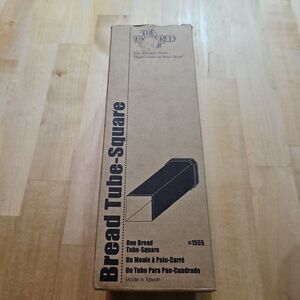 THE
PAMPERED
CHEF
The Kitchen Store
That Comes To Your Door
Bread Tube-Square
One Bread
Tube-Square
#1555
Un Moule à Pain-Carré
Un Tubo Para Pan-Cuadrado
Made in Taiwan